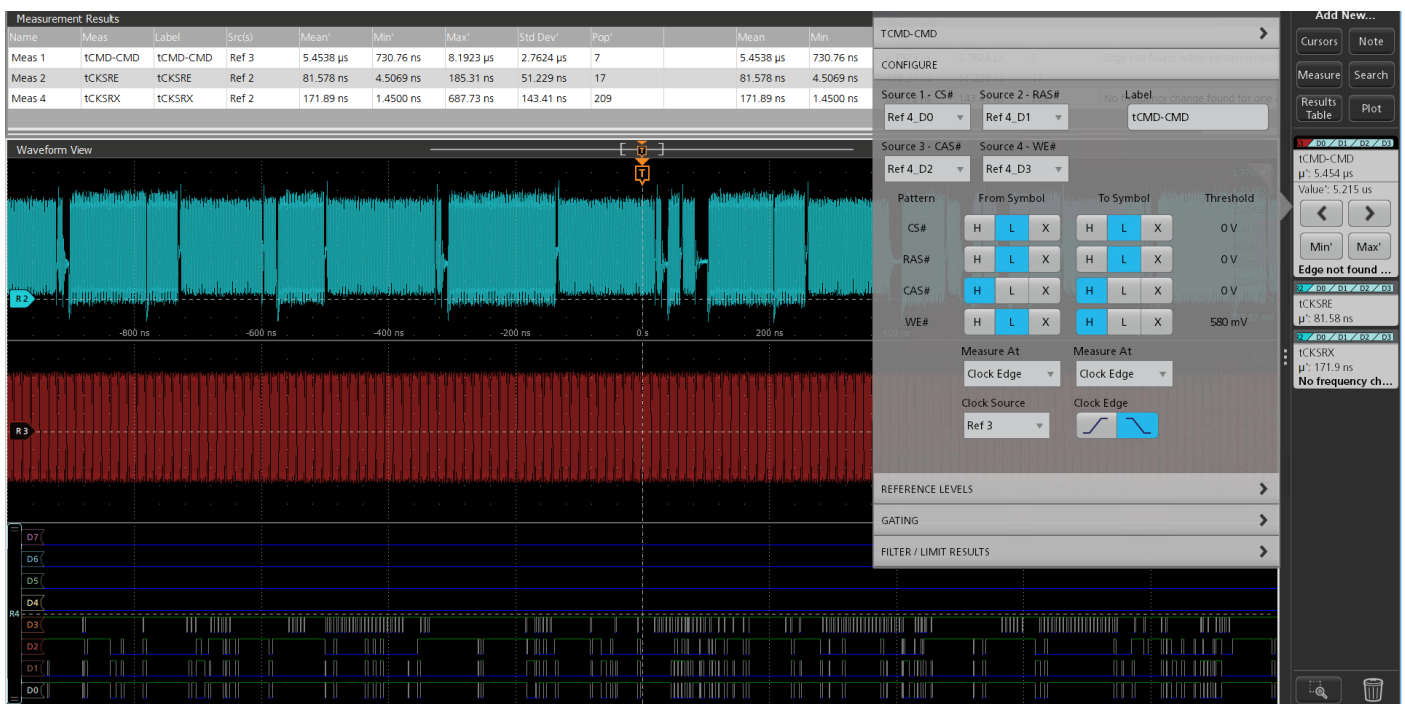 Measurement Results
Name Meas Label Src(s) Mean' Min' Max' Std Dev' Pop' Mean Min
Meas 1 tCMD-CMD tCMD-CMD Ref 3 5.4538 µs 730.76 ns 8.1923 µs 2.7624 µs 7 5.4538 µs 730.76 ns
Meas 2 tCKSRE tCKSRE Ref 2 81.578 ns 4.5069 ns 185.31 ns 51.229 ns 17 81.578 ns 4.5069 ns
Meas 4 tCKSRX tCKSRX Ref 2 171.89 ns 1.4500 ns 687.73 ns 143.41 ns 209 171.89 ns 1.4500 ns
Waveform View
T
T
R 2
-800 ns -600 ns -400 ns -200 ns 0 s 200 ns
R 3
D7
D6
D5
D4
R4
D3
D2
D1
D0
TCMD-CMD
CONFIGURE
Source 1 - CS# Source 2 - RAS# Label
Ref 4_D0 Ref 4_D1 tCMD-CMD
Source 3 - CAS# Source 4 - WE#
Ref 4_D2 Ref 4_D3
Pattern From Symbol To Symbol Threshold
CS# H L X H L X 0 V
RAS# H L X H L X 0 V
CAS# H L X H L X 0 V
WE# H L X H L X 580 mV
Measure At Measure At
Clock Edge Clock Edge
Clock Source Clock Edge
Ref 3
REFERENCE LEVELS
GATING
FILTER / LIMIT RESULTS
Add New...
Cursors Note
Measure Search
Results Table Plot
D0 D1 D2 D3
tCMD-CMD
µ': 5.454 µs
Value': 5.215 us
Min' Max'
Edge not found ...
D0 D1 D2 D3
tCKSRE
µ': 81.58 ns
D0 D1 D2 D3
tCKSRX
µ': 171.9 ns
No frequency ch...